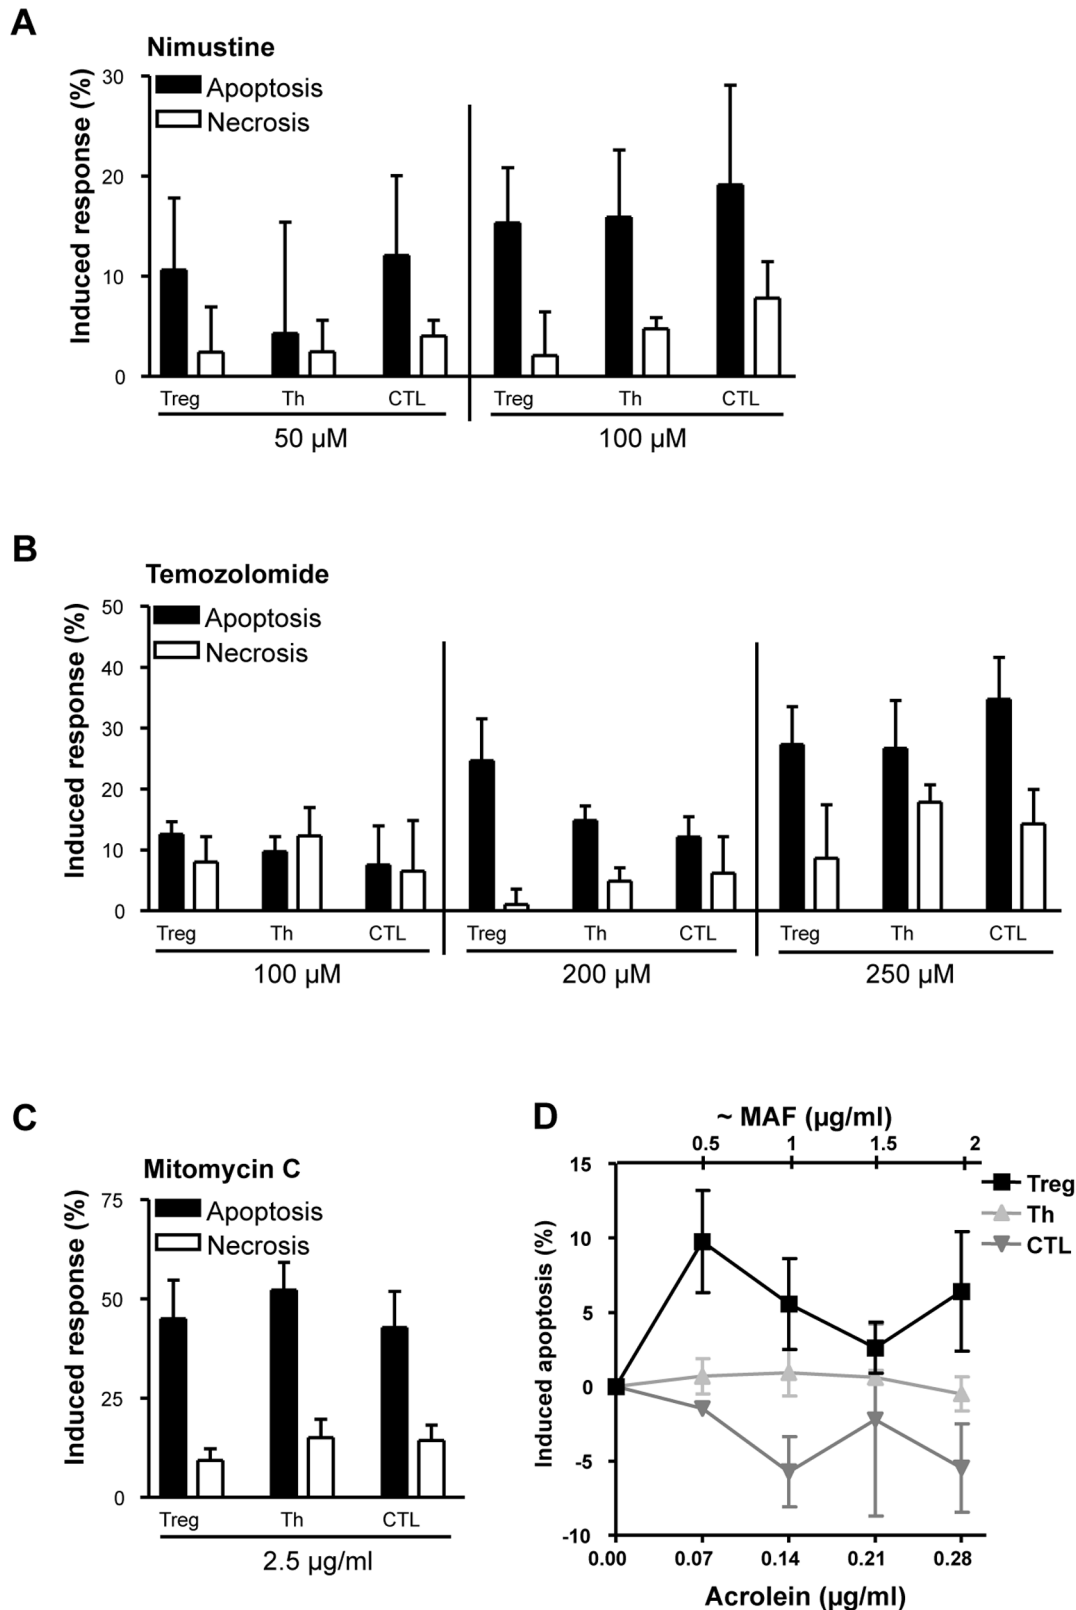 A
Nimustine
Induced response (%)
30
20
10
0
Apoptosis
Necrosis
Treg Th CTL Treg Th CTL
50 µM 100 µM
B
Temozolomide
Induced response (%)
50
40
30
20
10
0
Apoptosis
Necrosis
Treg Th CTL Treg Th CTL Treg Th CTL
100 µM 200 µM 250 µM
C
Mitomycin C
Induced response (%)
75
50
25
0
Apoptosis
Necrosis
Treg Th CTL
2.5 µg/ml
D
~ MAF (µg/ml)
0.5 1 1.5 2
Induced apoptosis (%)
15
10
5
0
-5
-10
Treg
Th
CTL
0.00 0.07 0.14 0.21 0.28
Acrolein (µg/ml)